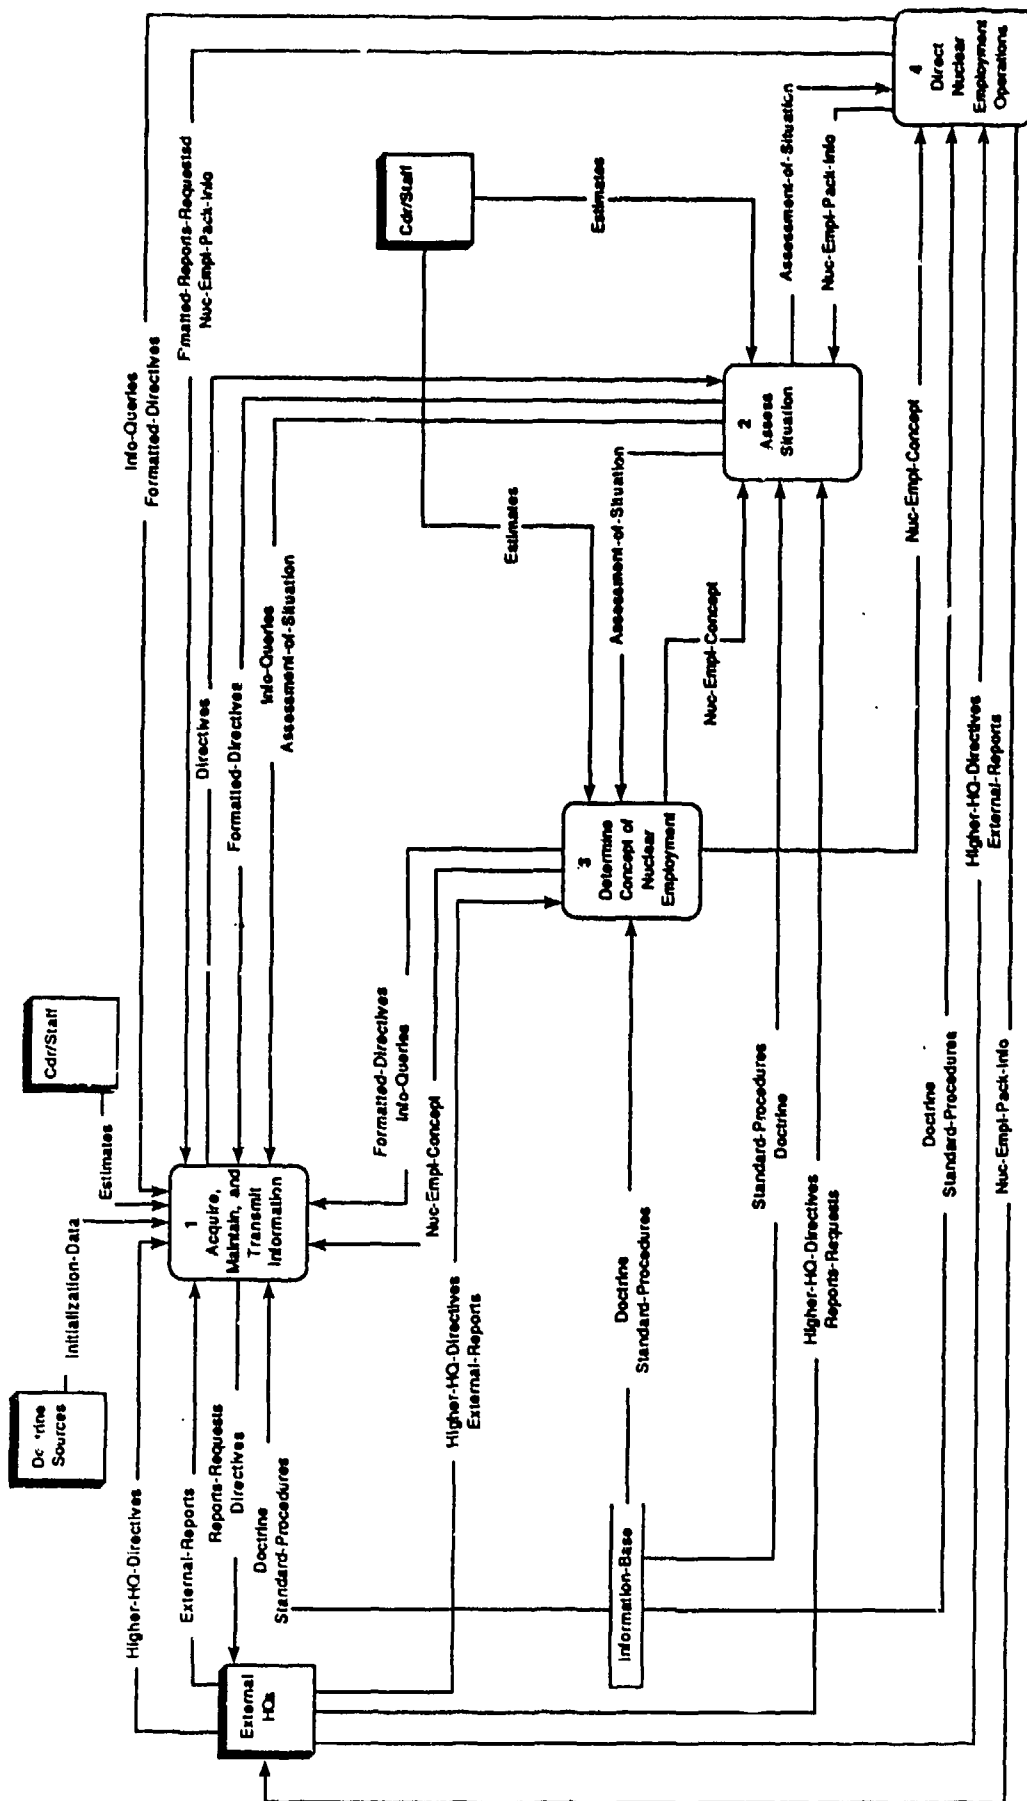 Doctrine
Sources
Initialization-Data
Estimates
Cdr/Staff
Higher-HQ-Directives
Info-Queries
Formatted-Directives
External-Reports
Reports-Requests
Directives
Doctrine
Standard-Procedures
External
HQs
1
Acquire,
Maintain, and
Transmit
Information
F'matted-Reports-Requested
Nuc-Empl-Pack-Info
Directives
Formatted-Directives
Info-Queries
Assessment-of-Situation
Formatted-Directives
Info-Queries
Nuc-Empl-Concept
Higher-HQ-Directives
External-Reports
Cdr/Staff
Estimates
Estimates
Assessment-of-Situation
3
Determine
Concept of
Nuclear
Employment
Nuc-Empl-Concept
Information-Base
Doctrine
Standard-Procedures
Standard-Procedures
Doctrine
Higher-HQ-Directives
Reports-Requests
2
Assess
Situation
Assessment-of-Situation
Nuc-Empl-Pack-Info
4
Direct
Nuclear
Employment
Operations
Nuc-Empl-Concept
Doctrine
Standard-Procedures
Higher-HQ-Directives
External-Reports
Nuc-Empl-Pack-Info